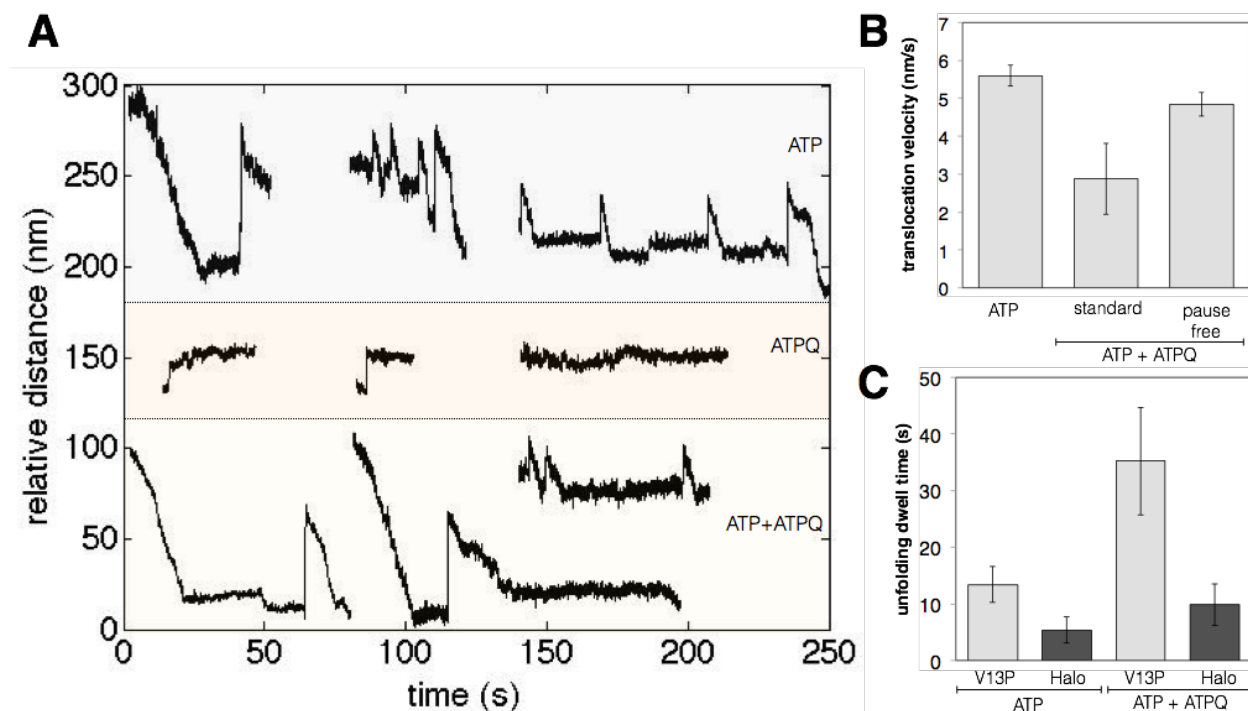 A
300
250
200
150
100
50
0
relative distance (nm)
0 50 100 150 200 250
time (s)
ATP
ATPQ
ATP+ATPQ
B
7
6
5
4
3
2
1
0
translocation velocity (nm/s)
ATP
standard
pause
free
ATP + ATPQ
C
50
40
30
20
10
0
unfolding dwell time (s)
V13P Halo V13P Halo
ATP ATP + ATPQ